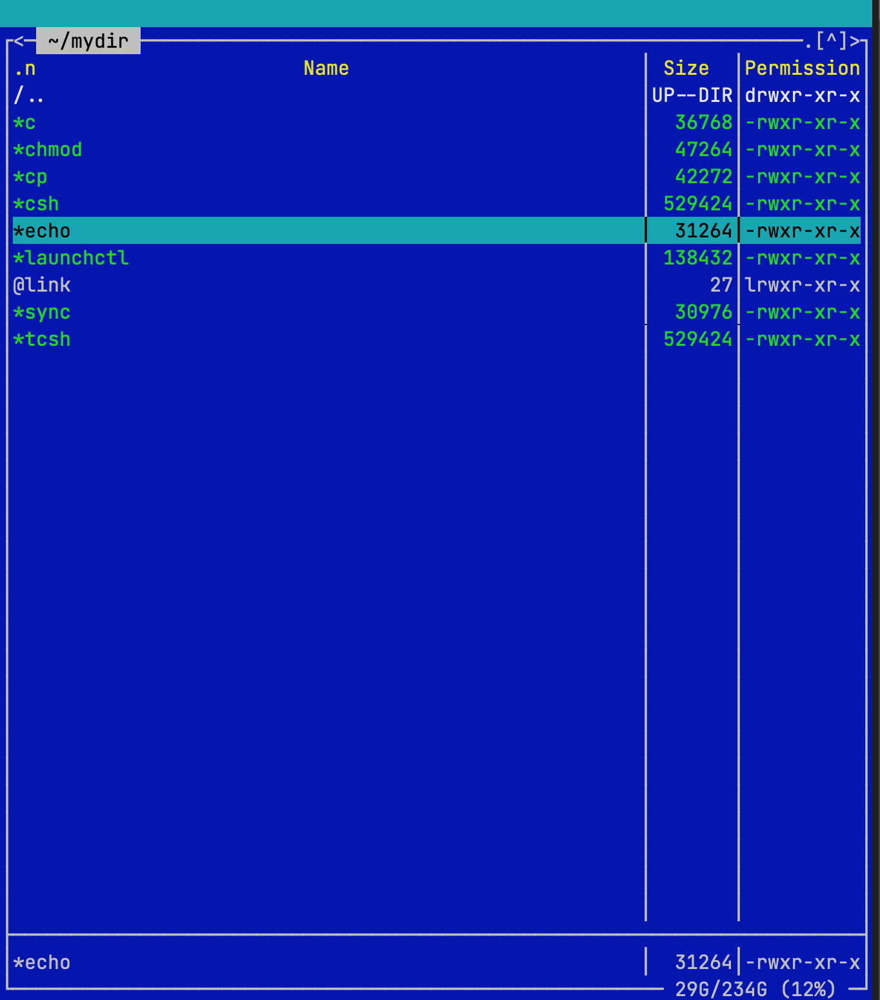 < ~/mydir .[^]>
.n Name Size Permission
/.. UP--DIR drwxr-xr-x
*c 36768 -rwxr-xr-x
*chmod 47264 -rwxr-xr-x
*cp 42272 -rwxr-xr-x
*csh 529424 -rwxr-xr-x
*echo 31264 -rwxr-xr-x
*launchctl 138432 -rwxr-xr-x
@link 27 lrwxr-xr-x
*sync 30976 -rwxr-xr-x
*tcsh 529424 -rwxr-xr-x
*echo 31264 -rwxr-xr-x
29G/234G (12%)